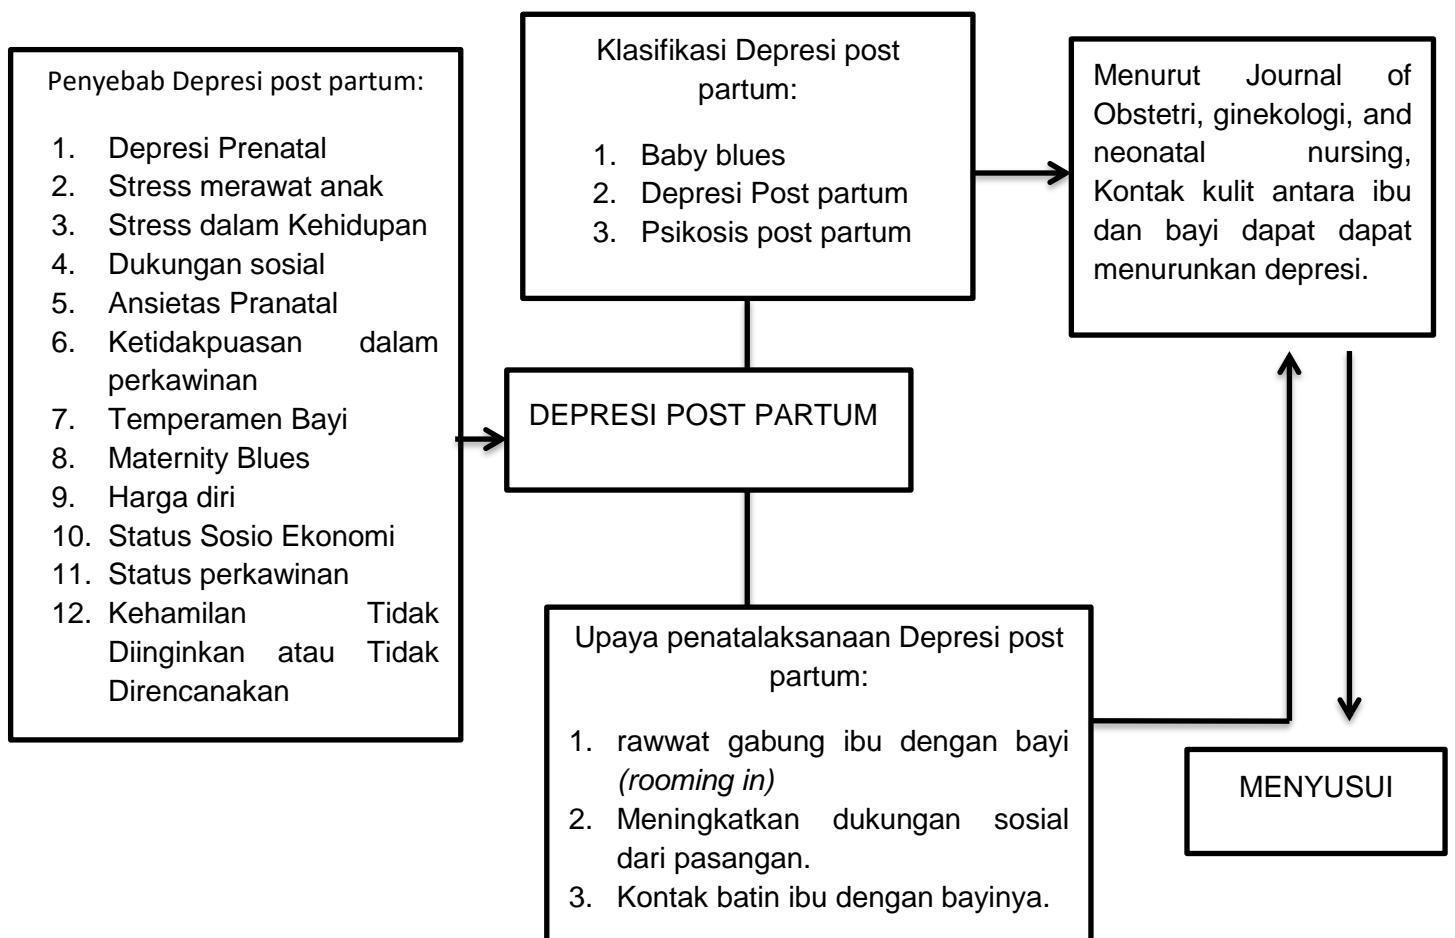 Penyebab Depresi post partum:
1. Depresi Prenatal
2. Stress merawat anak
3. Stress dalam Kehidupan
4. Dukungan sosial
5. Ansietas Pranatal
6. Ketidakpuasan dalam
perkawinan
7. Temperamen Bayi
8. Maternity Blues
9. Harga diri
10. Status Sosio Ekonomi
11. Status perkawinan
12. Kehamilan Tidak
Diinginkan atau Tidak
Direncanakan
Klasifikasi Depresi post
partum:
1. Baby blues
2. Depresi Post partum
3. Psikosis post partum
Menurut Journal of
Obstetri, ginekologi, and
neonatal nursing,
Kontak kulit antara ibu
dan bayi dapat dapat
menurunkan depresi.
DEPRESI POST PARTUM
Upaya penatalaksanaan Depresi post
partum:
1. rawwat gabung ibu dengan bayi
(rooming in)
2. Meningkatkan dukungan sosial
dari pasangan.
3. Kontak batin ibu dengan bayinya.
MENYUSUI